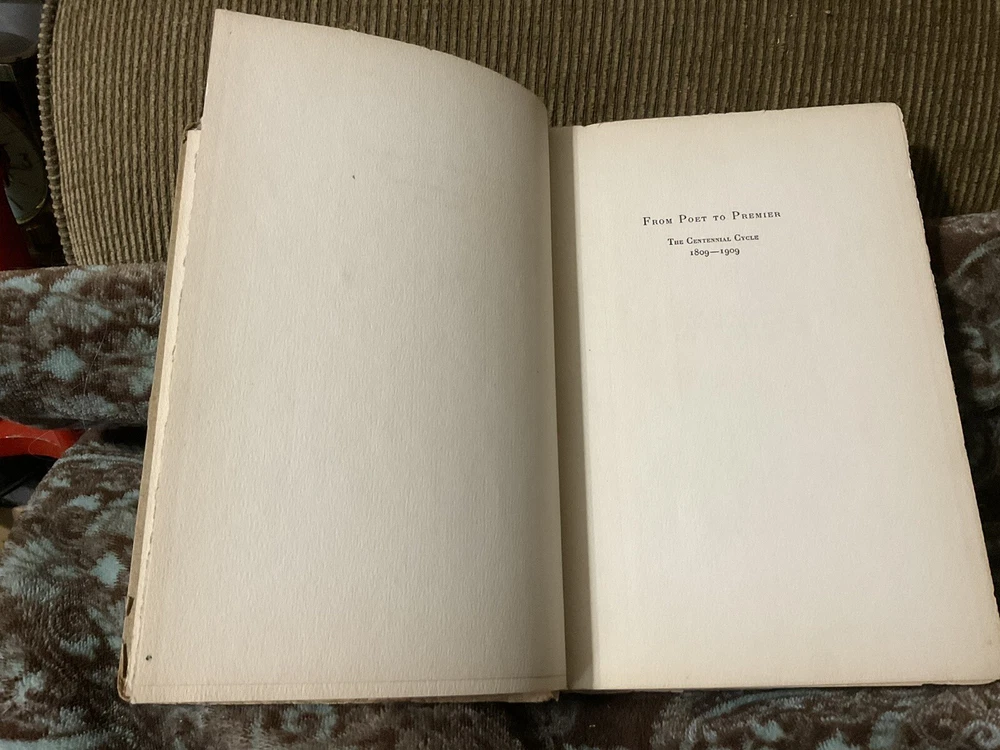 From Poet to Premier
The Centennial Cycle
1809—1909